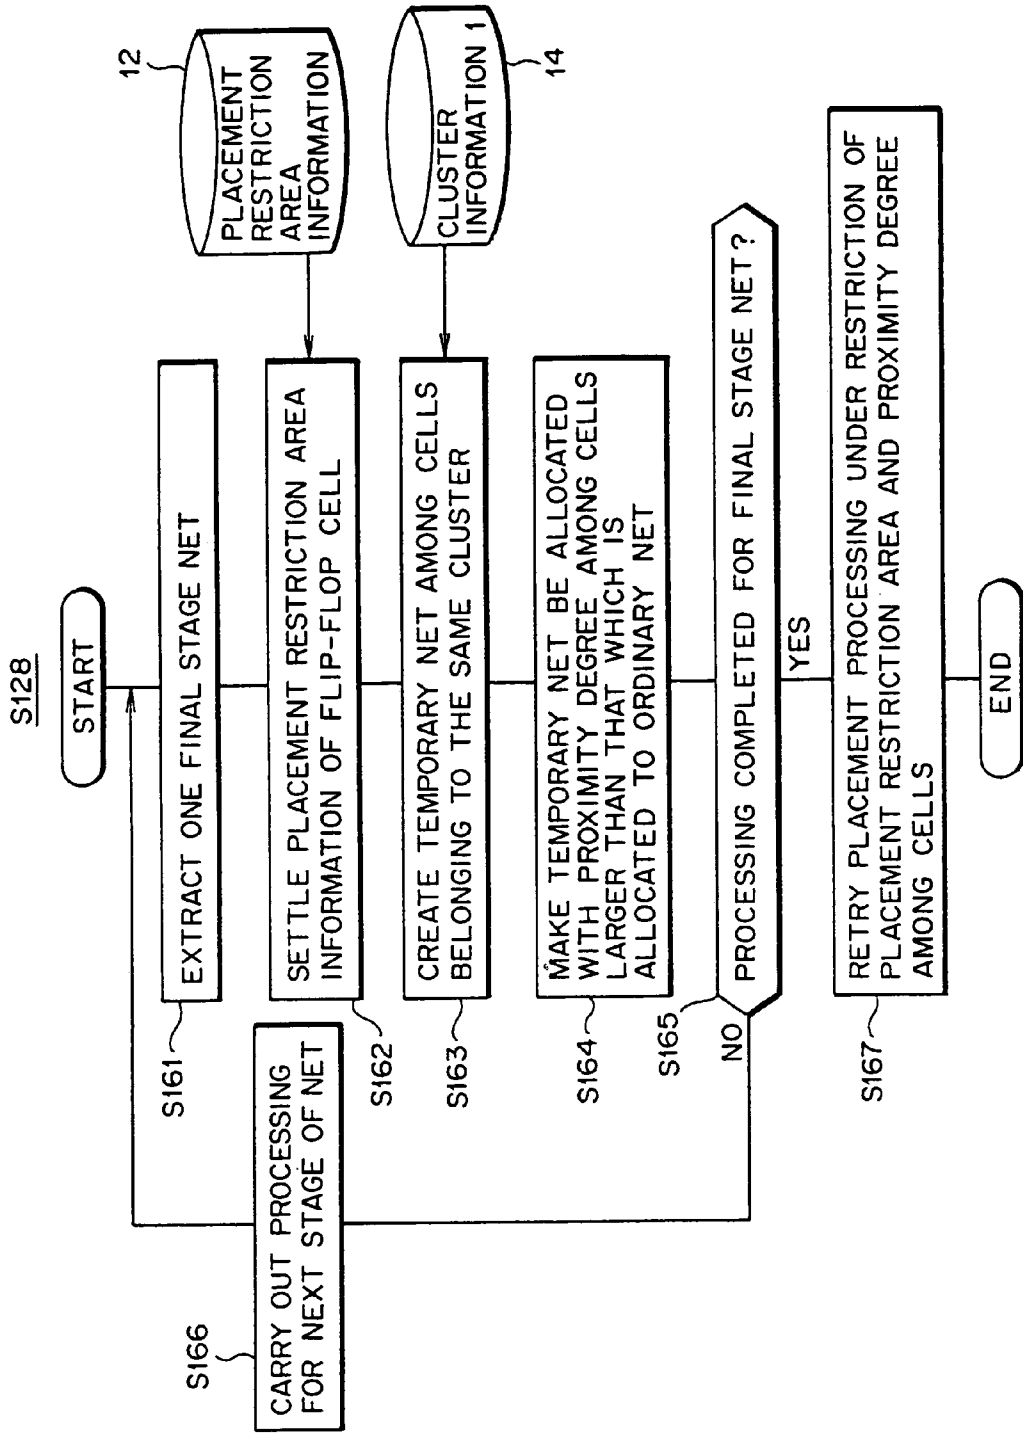 S128
START
EXTRACT ONE FINAL STAGE NET
S161
SETTLE PLACEMENT RESTRICTION AREA
INFORMATION OF FLIP-FLOP CELL
S162
PLACEMENT
RESTRICTION
AREA
INFORMATION
12
CREATE TEMPORARY NET AMONG CELLS
BELONGING TO THE SAME CLUSTER
S163
CLUSTER
INFORMATION 1
14
MAKE TEMPORARY NET BE ALLOCATED
WITH PROXIMITY DEGREE AMONG CELLS
LARGER THAN THAT WHICH IS
ALLOCATED TO ORDINARY NET
S164
PROCESSING COMPLETED FOR FINAL STAGE NET?
S165
NO
YES
CARRY OUT PROCESSING
FOR NEXT STAGE OF NET
S166
RETRY PLACEMENT PROCESSING UNDER RESTRICTION OF
PLACEMENT RESTRICTION AREA AND PROXIMITY DEGREE
AMONG CELLS
S167
END